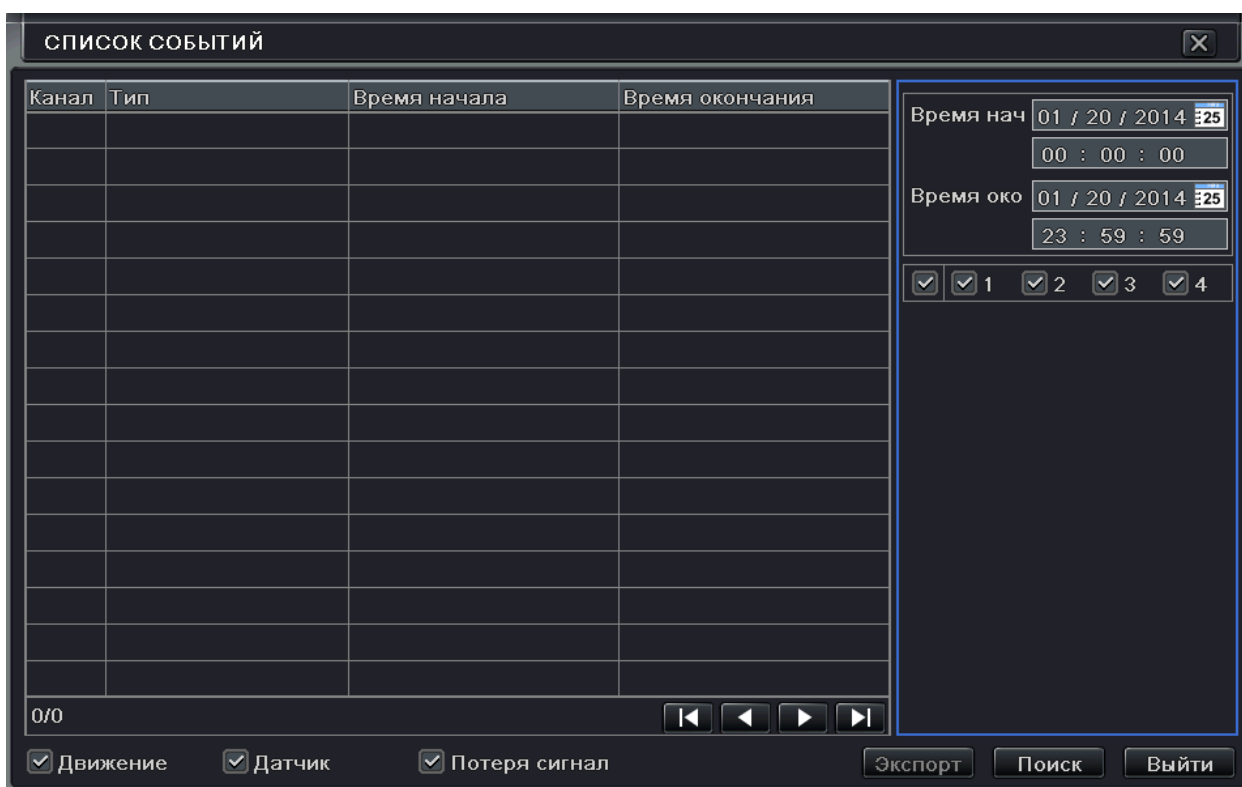 СПИСОК СОБЫТИЙ
Канал Тип Время начала Время окончания
Время нач 01 / 20 / 2014 25
00 : 00 : 00
Время око 01 / 20 / 2014 25
23 : 59 : 59
1 2 3 4
0/0
Движение Датчик Потеря сигнал Экспорт Поиск Выйти